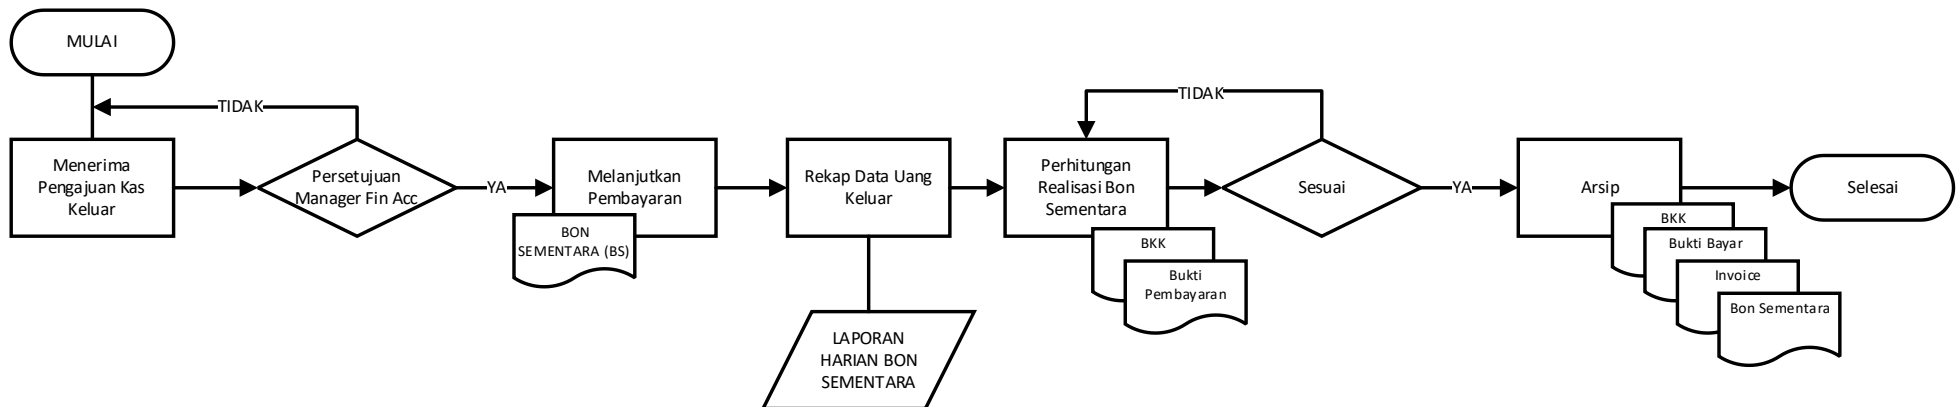 MULAI
TIDAK
Menerima
Pengajuan Kas
Keluar
Persetujuan
Manager Fin Acc
YA
Melanjutkan
Pembayaran
BON
SEMENTARA (BS)
Rekap Data Uang
Keluar
LAPORAN
HARIAN BON
SEMENTARA
TIDAK
Perhitungan
Realisasi Bon
Sementara
BKK
Bukti
Pembayaran
Sesuai
YA
Arsip
BKK
Bukti Bayar
Invoice
Bon Sementara
Selesai